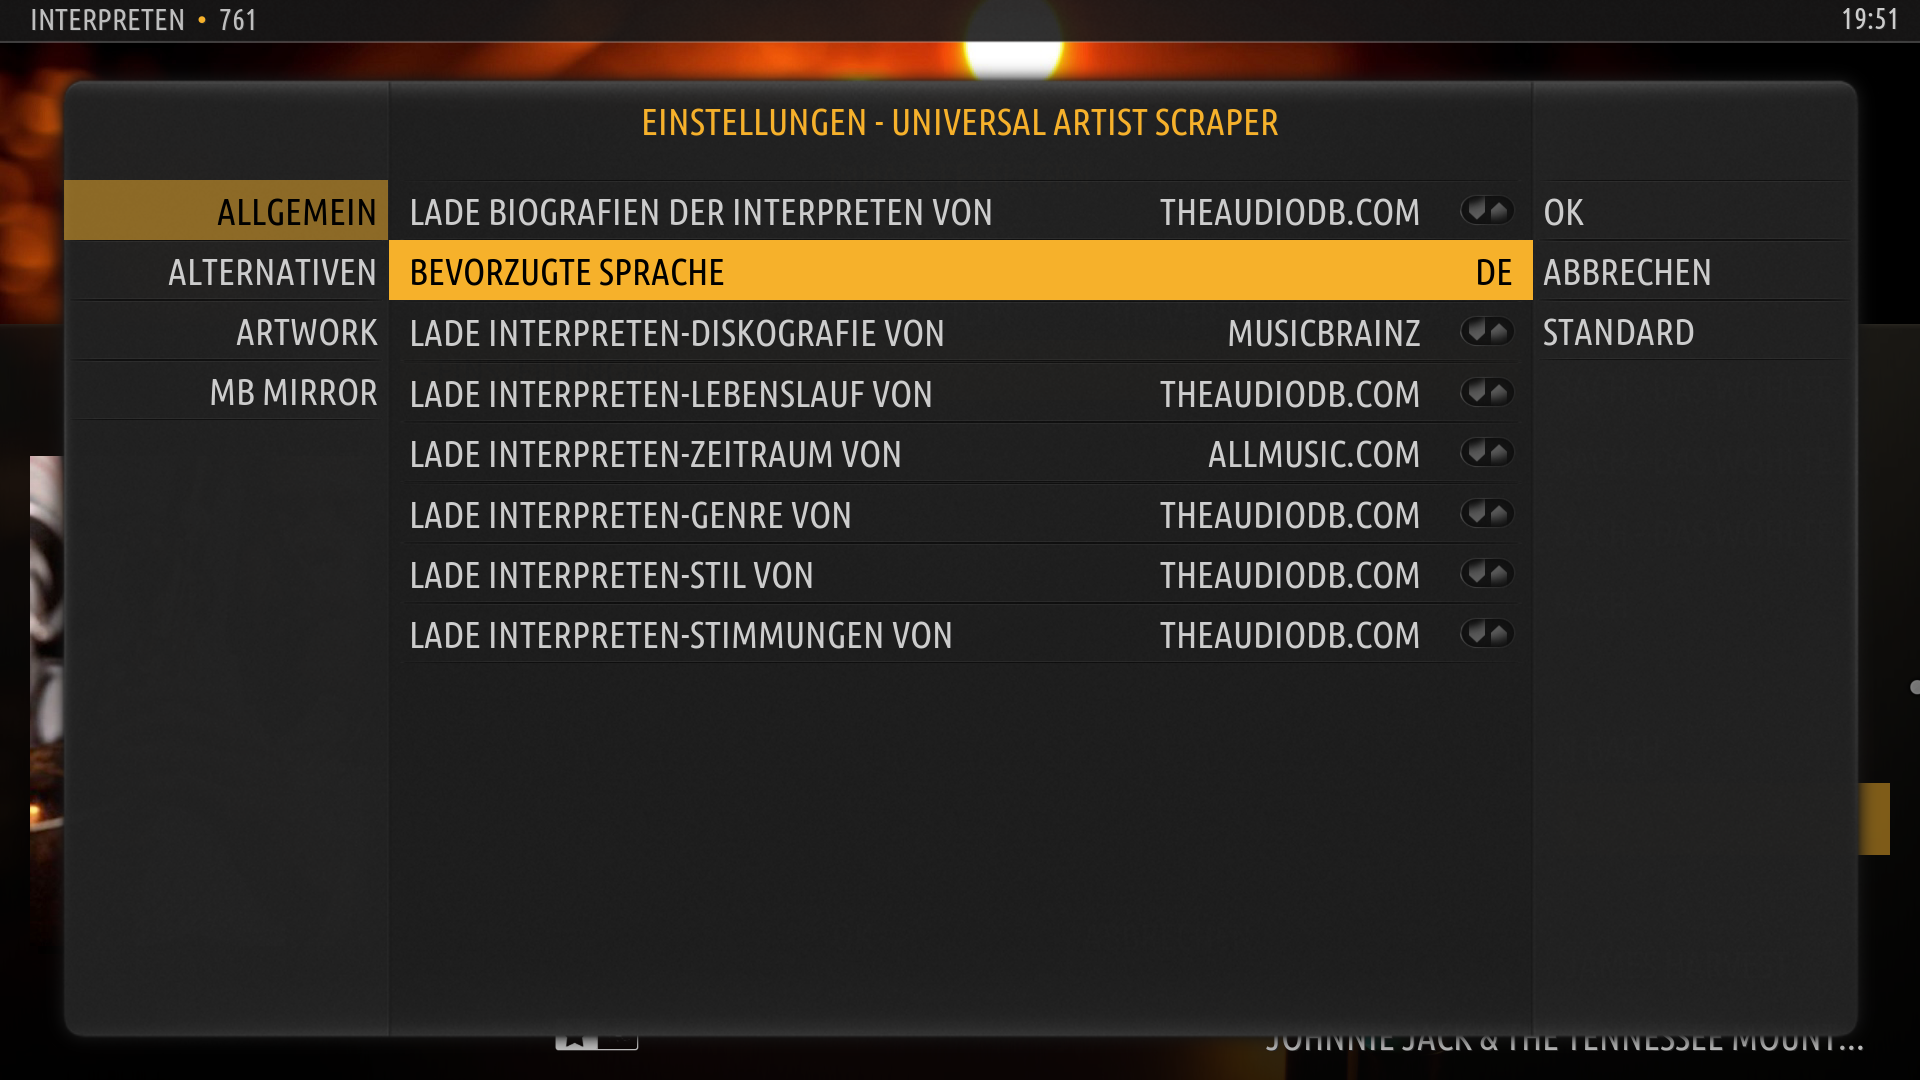 INTERPRETEN • 761
19:51
EINSTELLUNGEN - UNIVERSAL ARTIST SCRAPER
ALLGEMEIN
ALTERNATIVEN
ARTWORK
MB MIRROR
LADE BIOGRAFIEN DER INTERPRETEN VON THEAUDIODB.COM
BEVORZUGTE SPRACHE DE
LADE INTERPRETEN-DISKOGRAFIE VON MUSICBRAINZ
LADE INTERPRETEN-LEBENSLAUF VON THEAUDIODB.COM
LADE INTERPRETEN-ZEITRAUM VON ALLMUSIC.COM
LADE INTERPRETEN-GENRE VON THEAUDIODB.COM
LADE INTERPRETEN-STIL VON THEAUDIODB.COM
LADE INTERPRETEN-STIMMUNGEN VON THEAUDIODB.COM
OK
ABBRECHEN
STANDARD
JOHNNIE JACK & THE TENNESSEE MOUNT...